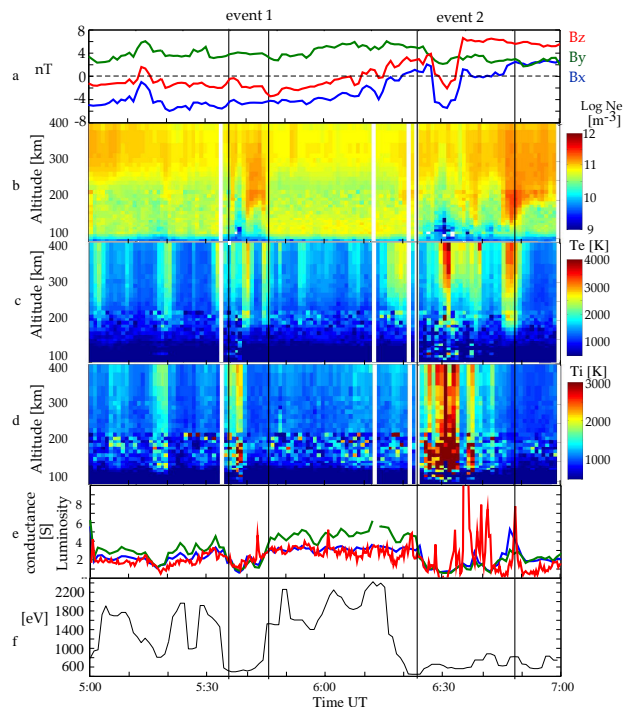 event 1 event 2
8
4
0
-4
-8
a nT
Bz
By
Bx
Log Ne
[m⁻³]
400
300
200
100
b Altitude [km]
12
11
10
9
Te [K]
400
300
200
100
c Altitude [km]
4000
3000
2000
1000
Ti [K]
400
300
200
100
d Altitude [km]
3000
2000
1000
8
6
4
2
e conductance
[S]
Luminosity
[eV]
2200
1800
1400
1000
600
f
5:00 5:30 6:00 6:30 7:00
Time UT